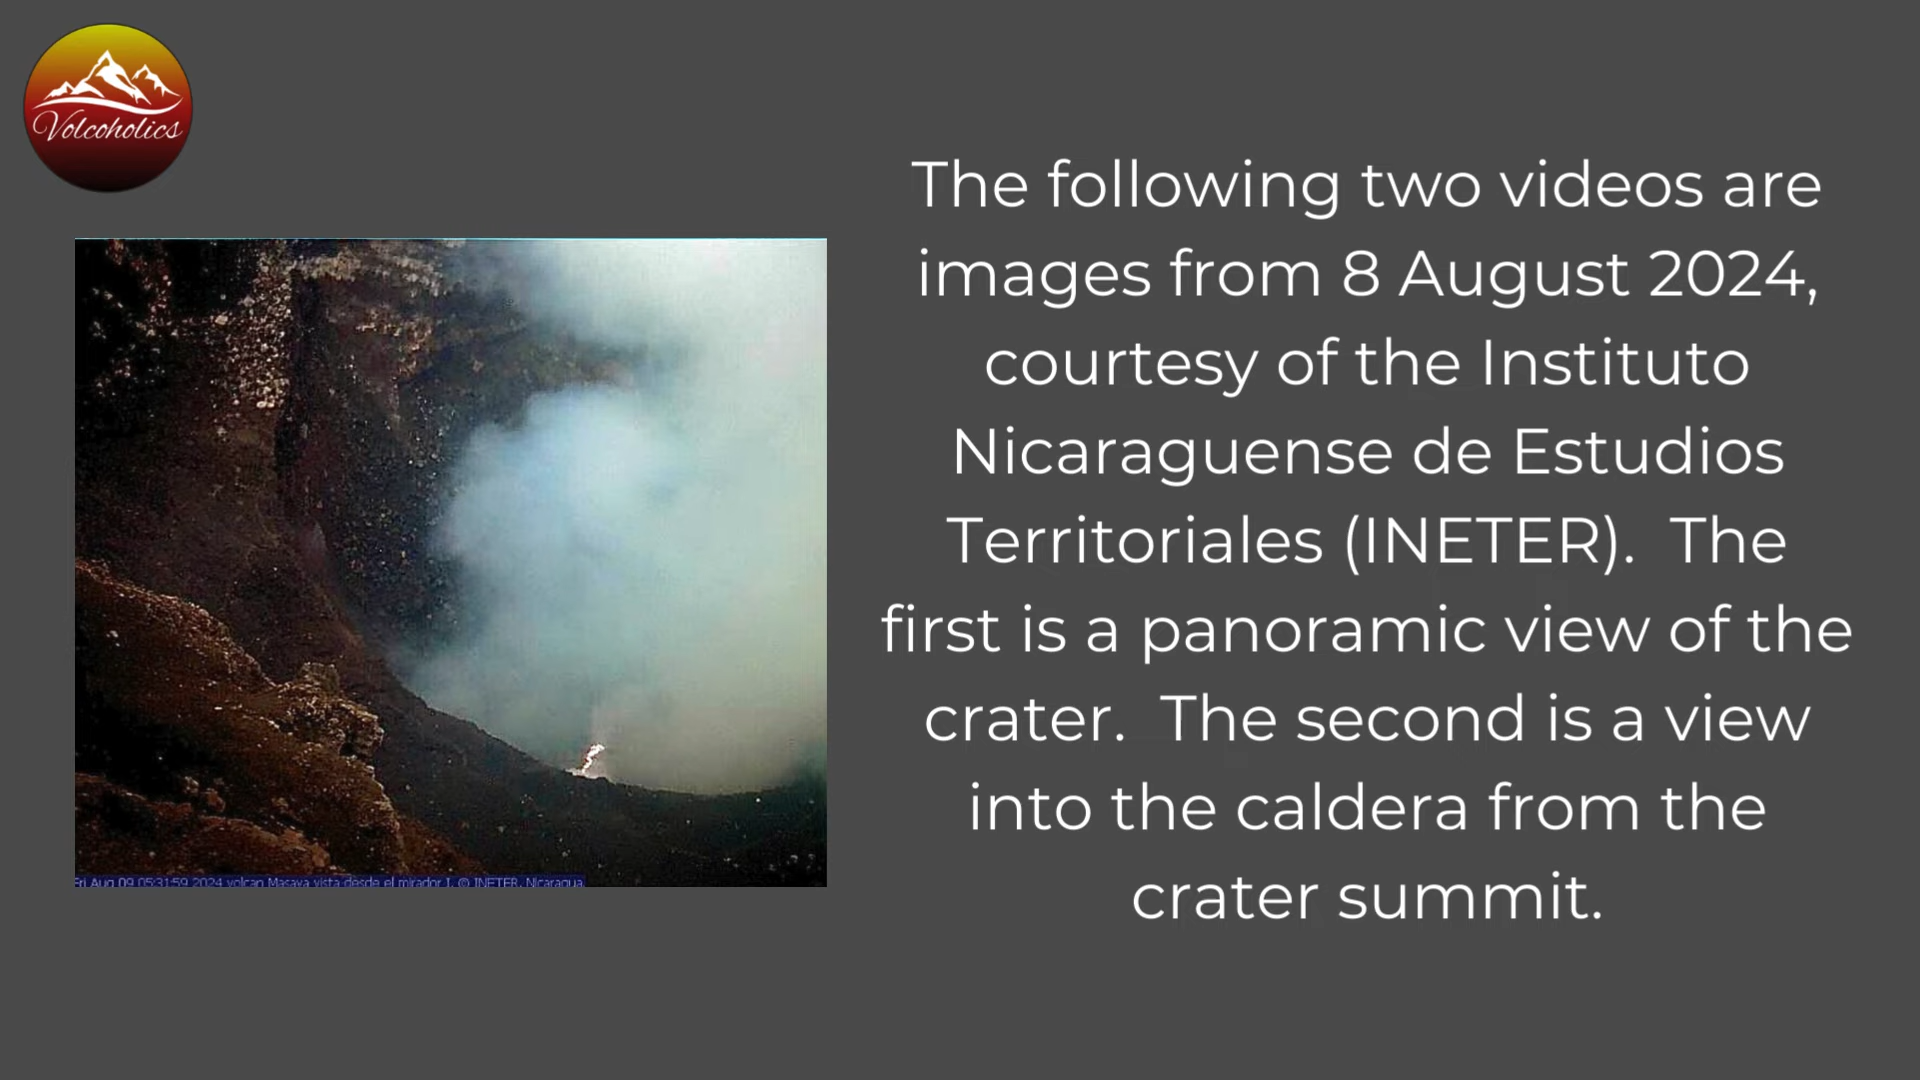 Volcoholics
The following two videos are
images from 8 August 2024,
courtesy of the Instituto
Nicaraguense de Estudios
Territoriales (INETER).  The
first is a panoramic view of the
crater.  The second is a view
into the caldera from the
crater summit.
Fri Aug 09 05:31:59 2024 volcan Masaya vista desde el mirador 1. © INETER, Nicaragua